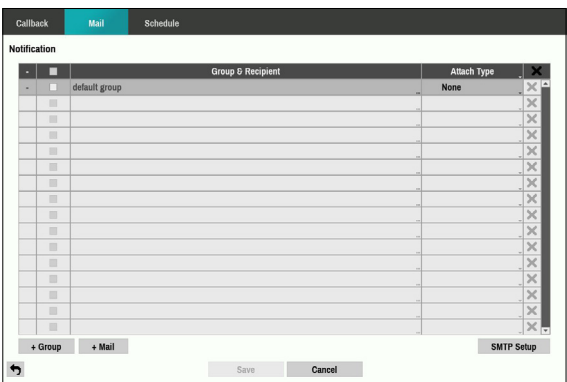 Callback Mail Schedule
Notification
- Group & Recipient Attach Type
- default group None
+ Group + Mail SMTP Setup
Save Cancel